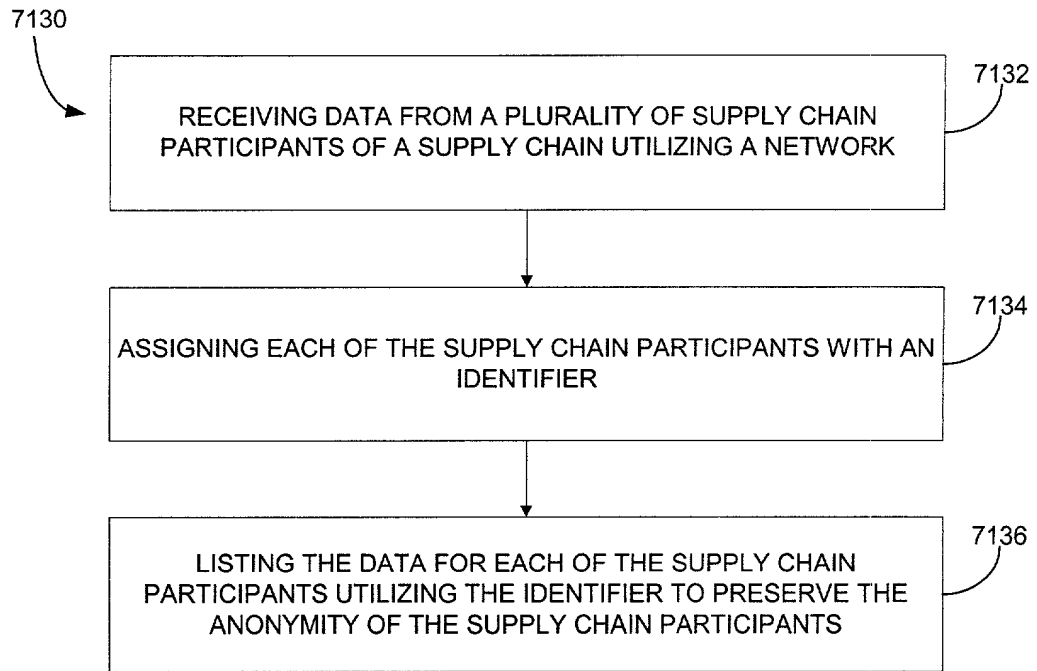 7130
7132
RECEIVING DATA FROM A PLURALITY OF SUPPLY CHAIN
PARTICIPANTS OF A SUPPLY CHAIN UTILIZING A NETWORK
7134
ASSIGNING EACH OF THE SUPPLY CHAIN PARTICIPANTS WITH AN
IDENTIFIER
7136
LISTING THE DATA FOR EACH OF THE SUPPLY CHAIN
PARTICIPANTS UTILIZING THE IDENTIFIER TO PRESERVE THE
ANONYMITY OF THE SUPPLY CHAIN PARTICIPANTS